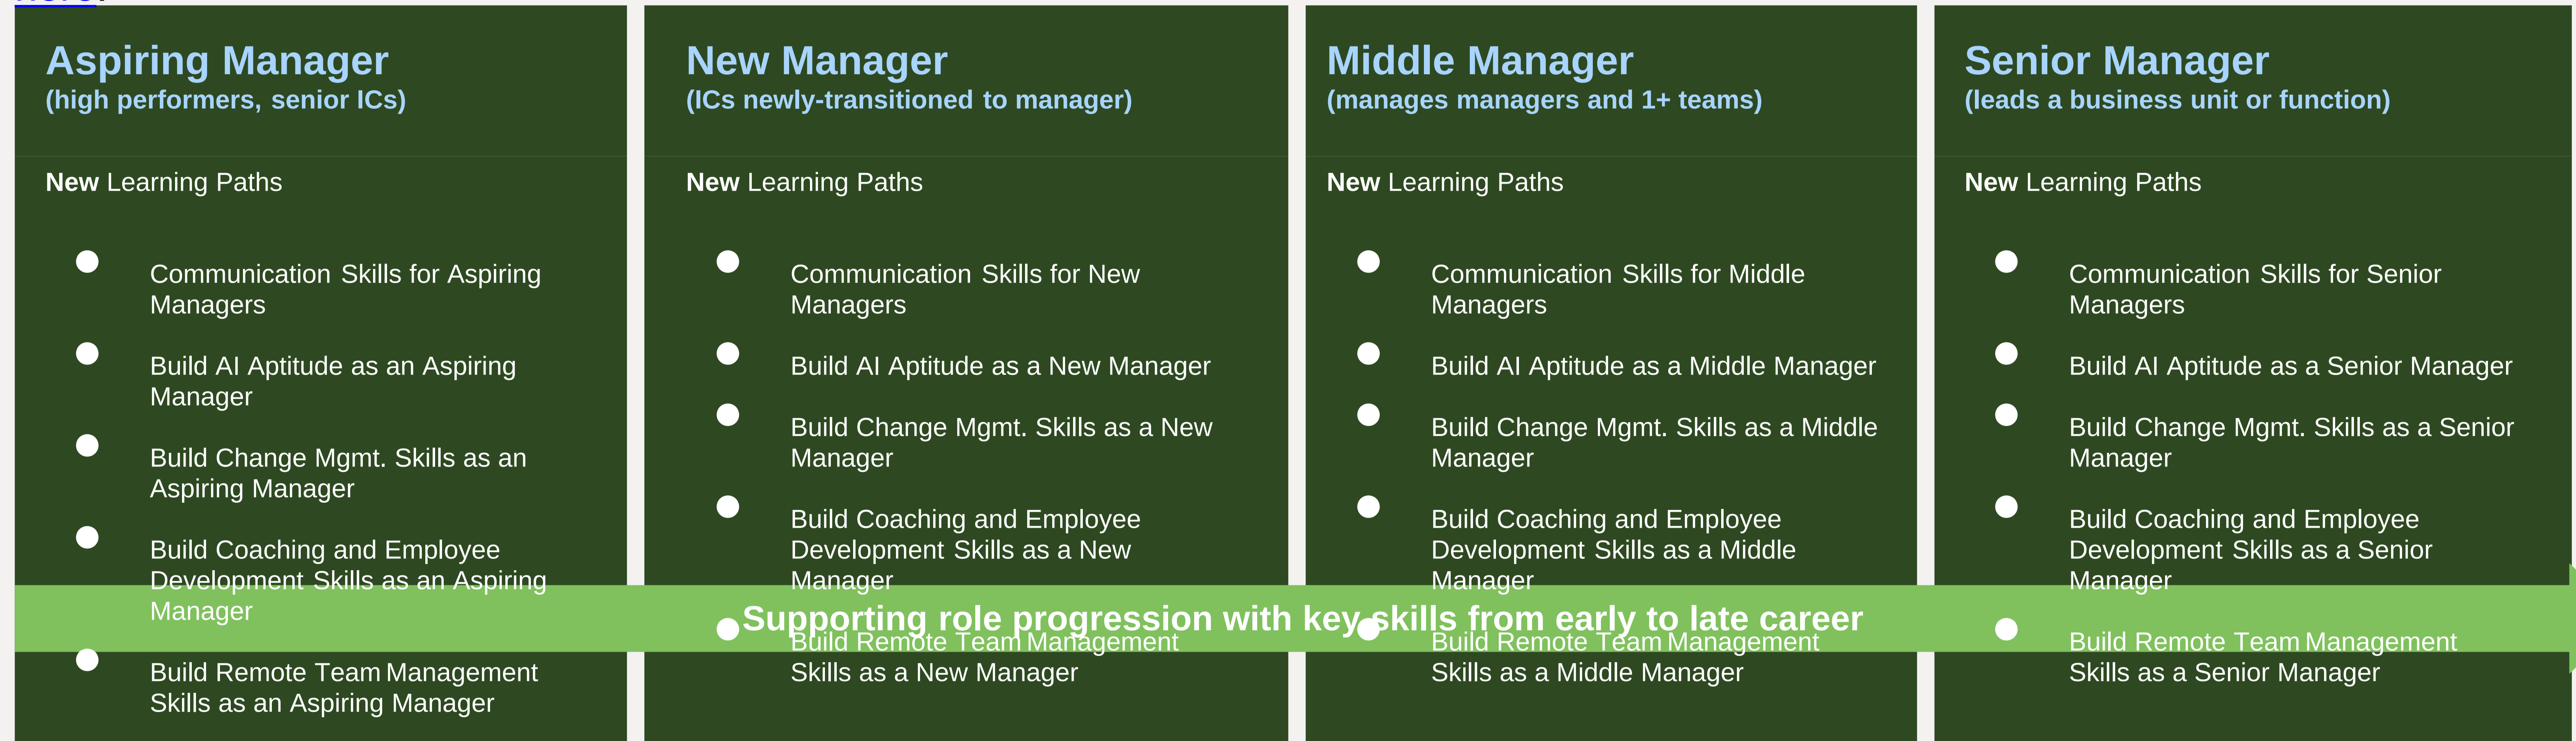 Aspiring Manager
(high performers, senior ICs)
New Learning Paths
Communication Skills for Aspiring
Managers
Build AI Aptitude as an Aspiring
Manager
Build Change Mgmt. Skills as an
Aspiring Manager
Build Coaching and Employee
Development Skills as an Aspiring
Manager
Build Remote Team Management
Skills as an Aspiring Manager
New Manager
(ICs newly-transitioned to manager)
New Learning Paths
Communication Skills for New
Managers
Build AI Aptitude as a New Manager
Build Change Mgmt. Skills as a New
Manager
Build Coaching and Employee
Development Skills as a New
Manager
Build Remote Team Management
Skills as a New Manager
Middle Manager
(manages managers and 1+ teams)
New Learning Paths
Communication Skills for Middle
Managers
Build AI Aptitude as a Middle Manager
Build Change Mgmt. Skills as a Middle
Manager
Build Coaching and Employee
Development Skills as a Middle
Manager
Build Remote Team Management
Skills as a Middle Manager
Senior Manager
(leads a business unit or function)
New Learning Paths
Communication Skills for Senior
Managers
Build AI Aptitude as a Senior Manager
Build Change Mgmt. Skills as a Senior
Manager
Build Coaching and Employee
Development Skills as a Senior
Manager
Build Remote Team Management
Skills as a Senior Manager
Supporting role progression with key skills from early to late career